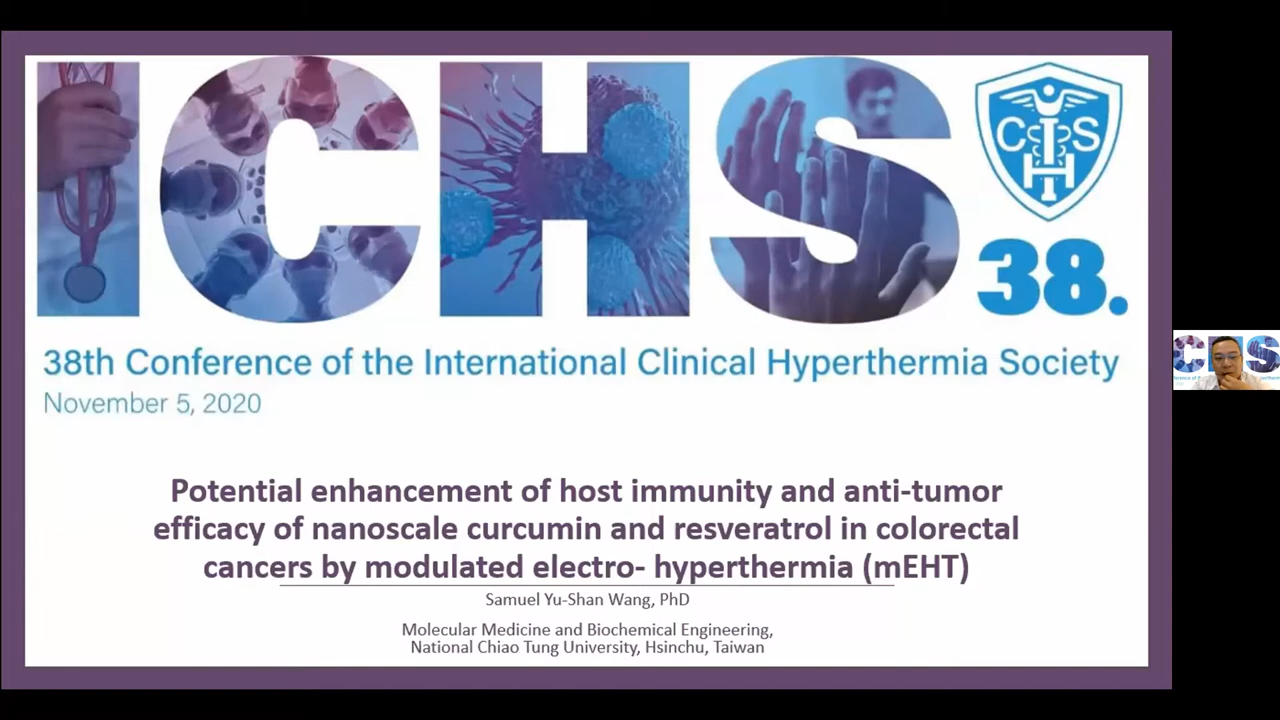 ICHS
CIHS
38.
38th Conference of the International Clinical Hyperthermia Society
November 5, 2020
Potential enhancement of host immunity and anti-tumor
efficacy of nanoscale curcumin and resveratrol in colorectal
cancers by modulated electro- hyperthermia (mEHT)
Samuel Yu-Shan Wang, PhD
Molecular Medicine and Biochemical Engineering,
National Chiao Tung University, Hsinchu, Taiwan